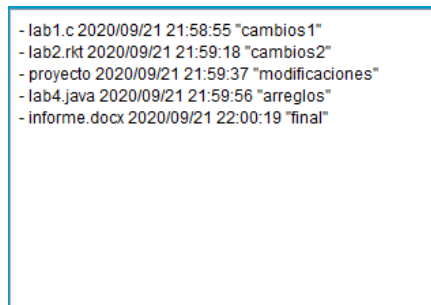 - lab1.c 2020/09/21 21:58:55 "cambios1"
- lab2.rkt 2020/09/21 21:59:18 "cambios2"
- proyecto 2020/09/21 21:59:37 "modificaciones"
- lab4.java 2020/09/21 21:59:56 "arreglos"
- informe.docx 2020/09/21 22:00:19 "final"